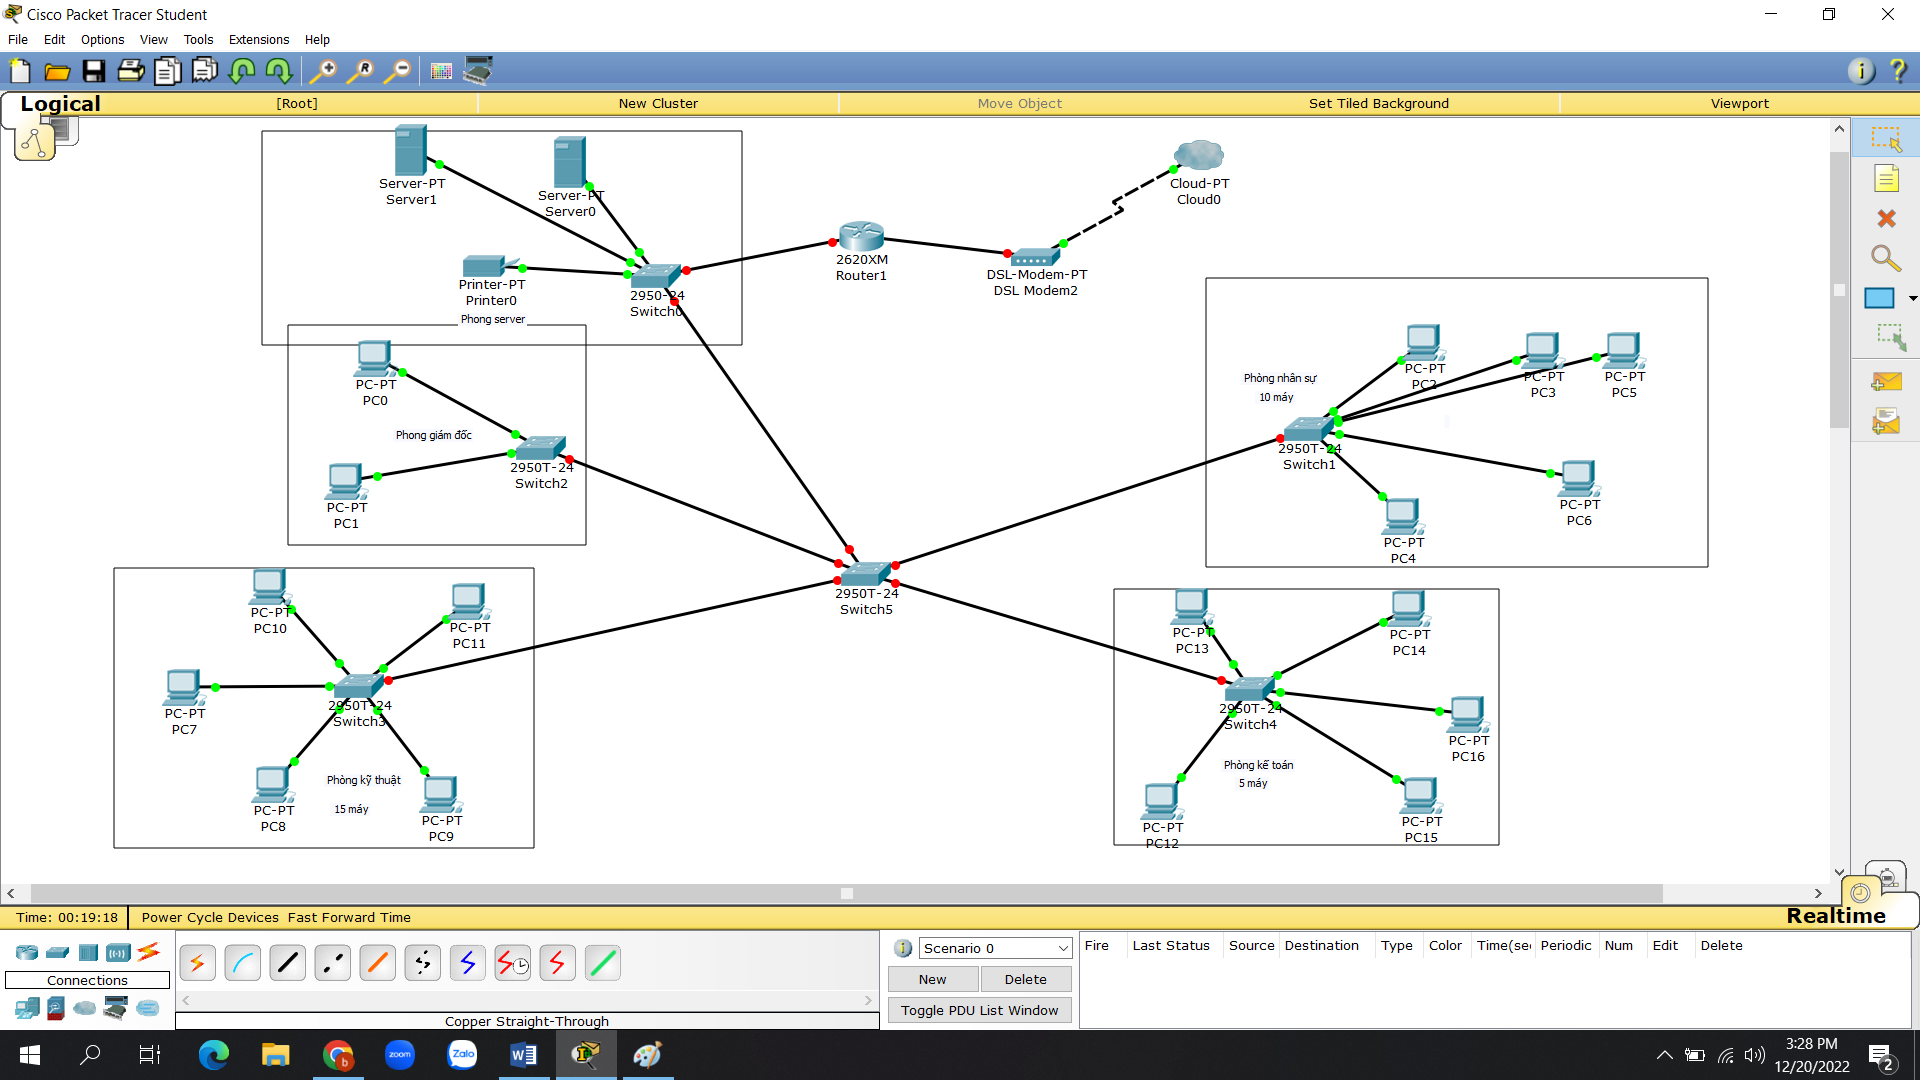 Cisco Packet Tracer Student
File Edit Options View Tools Extensions Help
Logical
[Root]
New Cluster
Move Object
Set Tiled Background
Viewport
Server-PT
Server1
Server-PT
Server0
Printer-PT
Printer0
2950-24
Switch0
Phong server
2620XM
Router1
DSL-Modem-PT
DSL Modem2
Cloud-PT
Cloud0
PC-PT
PC0
Phong giám đốc
PC-PT
PC1
2950T-24
Switch2
Phòng nhân sự
10 máy
PC-PT
PC2
PC-PT
PC3
PC-PT
PC5
2950T-24
Switch1
PC-PT
PC6
PC-PT
PC4
2950T-24
Switch5
PC-PT
PC10
PC-PT
PC11
PC-PT
PC7
2950T-24
Switch3
PC-PT
PC8
Phòng kỹ thuật
15 máy
PC-PT
PC9
PC-PT
PC13
PC-PT
PC14
2950T-24
Switch4
PC-PT
PC16
Phòng kế toán
5 máy
PC-PT
PC12
PC-PT
PC15
Time: 00:19:18
Power Cycle Devices Fast Forward Time
Realtime
Connections
Copper Straight-Through
Scenario 0
New
Delete
Toggle PDU List Window
Fire Last Status Source Destination Type Color Time(sec Periodic Num Edit Delete
zoom
Zalo
3:28 PM
12/20/2022
2